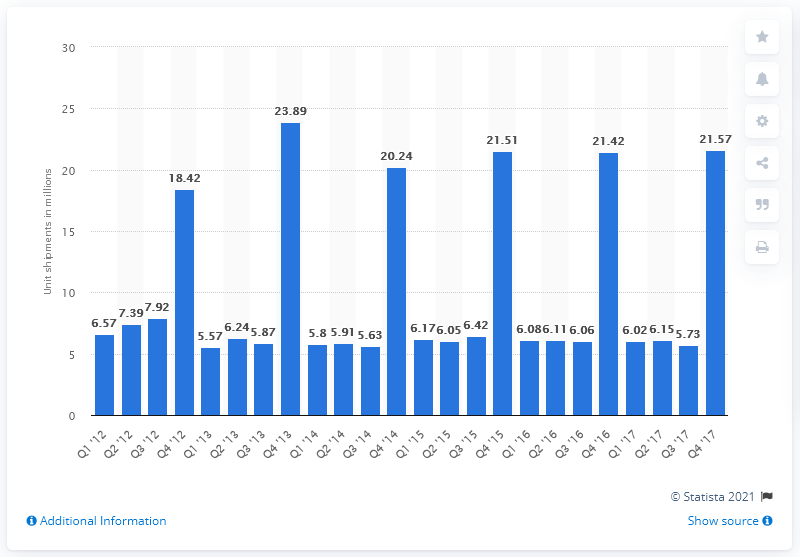 30
25
20
15
10
5
0
Unit shipments in millions
6.57
7.39
7.92
18.42
5.57
6.24
5.87
23.89
5.8
5.91
5.63
20.24
6.17
6.05
6.42
21.51
6.08
6.11
6.06
21.42
6.02
6.15
5.73
21.57
Q1 '12
Q2 '12
Q3 '12
Q4 '12
Q1 '13
Q2 '13
Q3 '13
Q4 '13
Q1 '14
Q2 '14
Q3 '14
Q4 '14
Q1 '15
Q2 '15
Q3 '15
Q4 '15
Q1 '16
Q2 '16
Q3 '16
Q4 '16
Q1 '17
Q2 '17
Q3 '17
Q4 '17
© Statista 2021
Additional Information
Show source